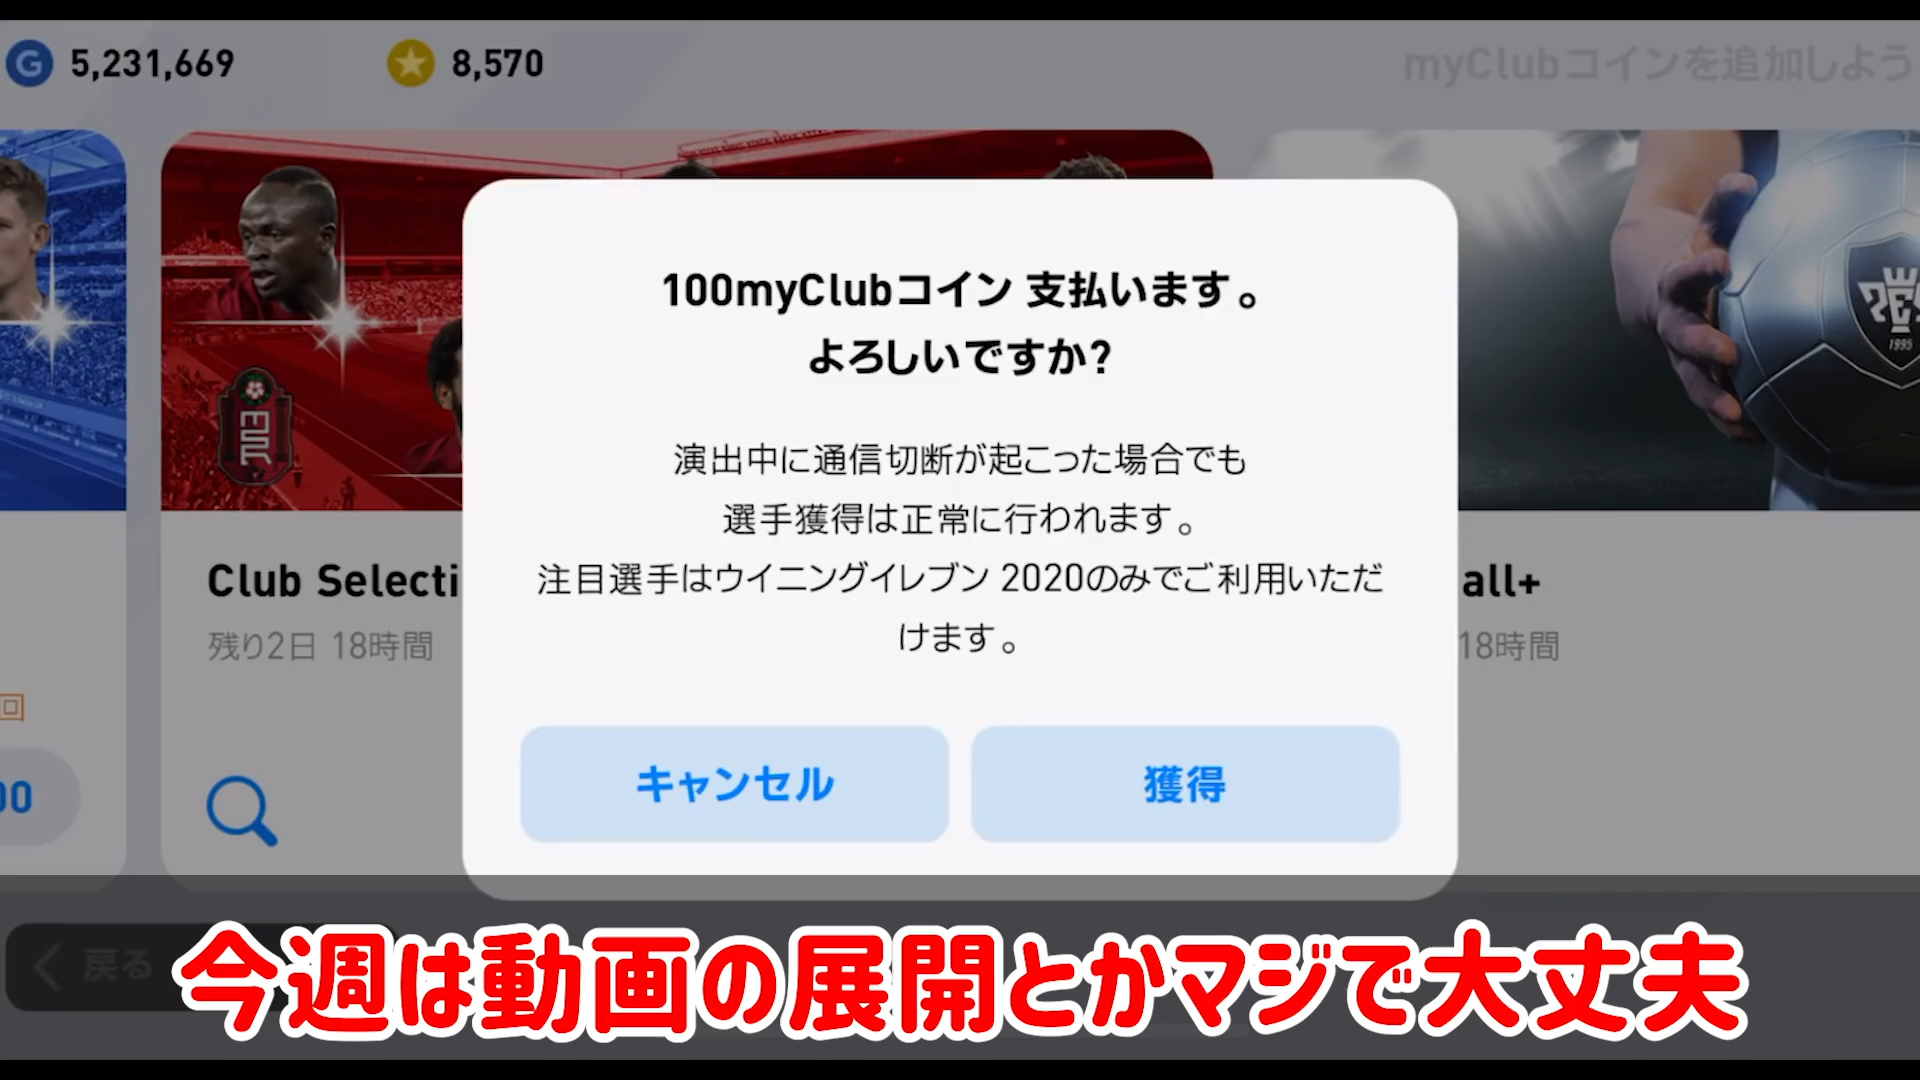 5,231,669
8,570
myClubコインを追加しよう
100myClubコイン 支払います。
よろしいですか?
演出中に通信切断が起こった場合でも
選手獲得は正常に行われます。
注目選手はウイニングイレブン 2020のみでご利用いただ
けます。
キャンセル
獲得
Club Selecti
残り2日 18時間
all+
18時間
回
00
1995
戻る
今週は動画の展開とかマジで大丈夫